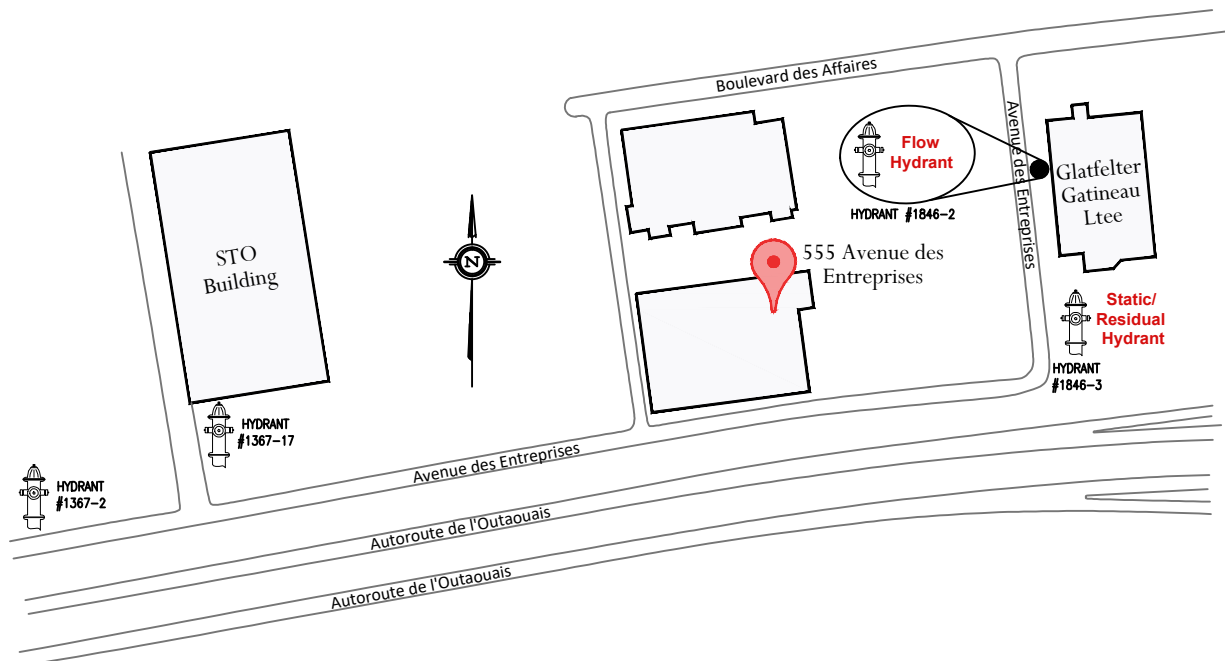 Boulevard des Affaires
Avenue des Entreprises
Flow
Hydrant
HYDRANT #1846-2
Glatfelter
Gatineau
Ltee
STO
Building
N
555 Avenue des
Entreprises
Static/
Residual
Hydrant
HYDRANT
#1846-3
HYDRANT
#1367-17
HYDRANT
#1367-2
Avenue des Entreprises
Autoroute de l'Outaouais
Autoroute de l'Outaouais